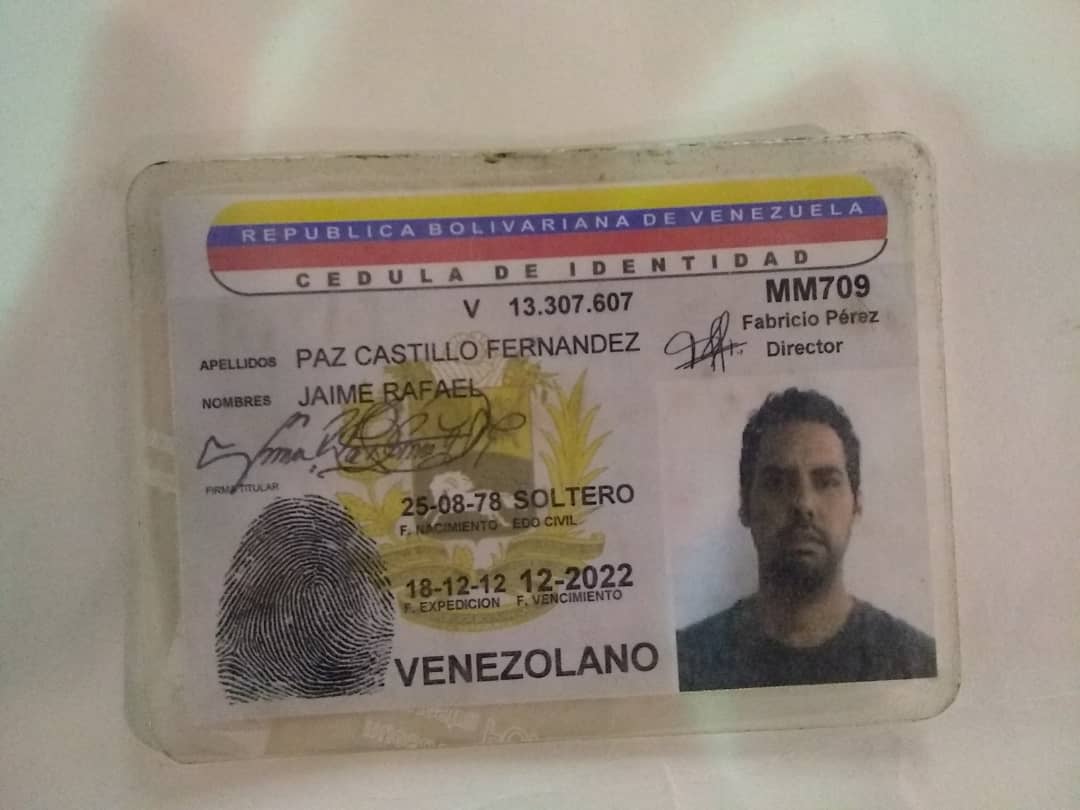 REPUBLICA BOLIVARIANA DE VENEZUELA
CEDULA DE IDENTIDAD
V 13.307.607
MM709
Fabricio Pérez
Director
APELLIDOS PAZ CASTILLO FERNANDEZ
NOMBRES JAIME RAFAEL
FIRMA TITULAR
25-08-78 SOLTERO
F. NACIMIENTO EDO CIVIL
18-12-12 12-2022
F. EXPEDICION F. VENCIMIENTO
VENEZOLANO